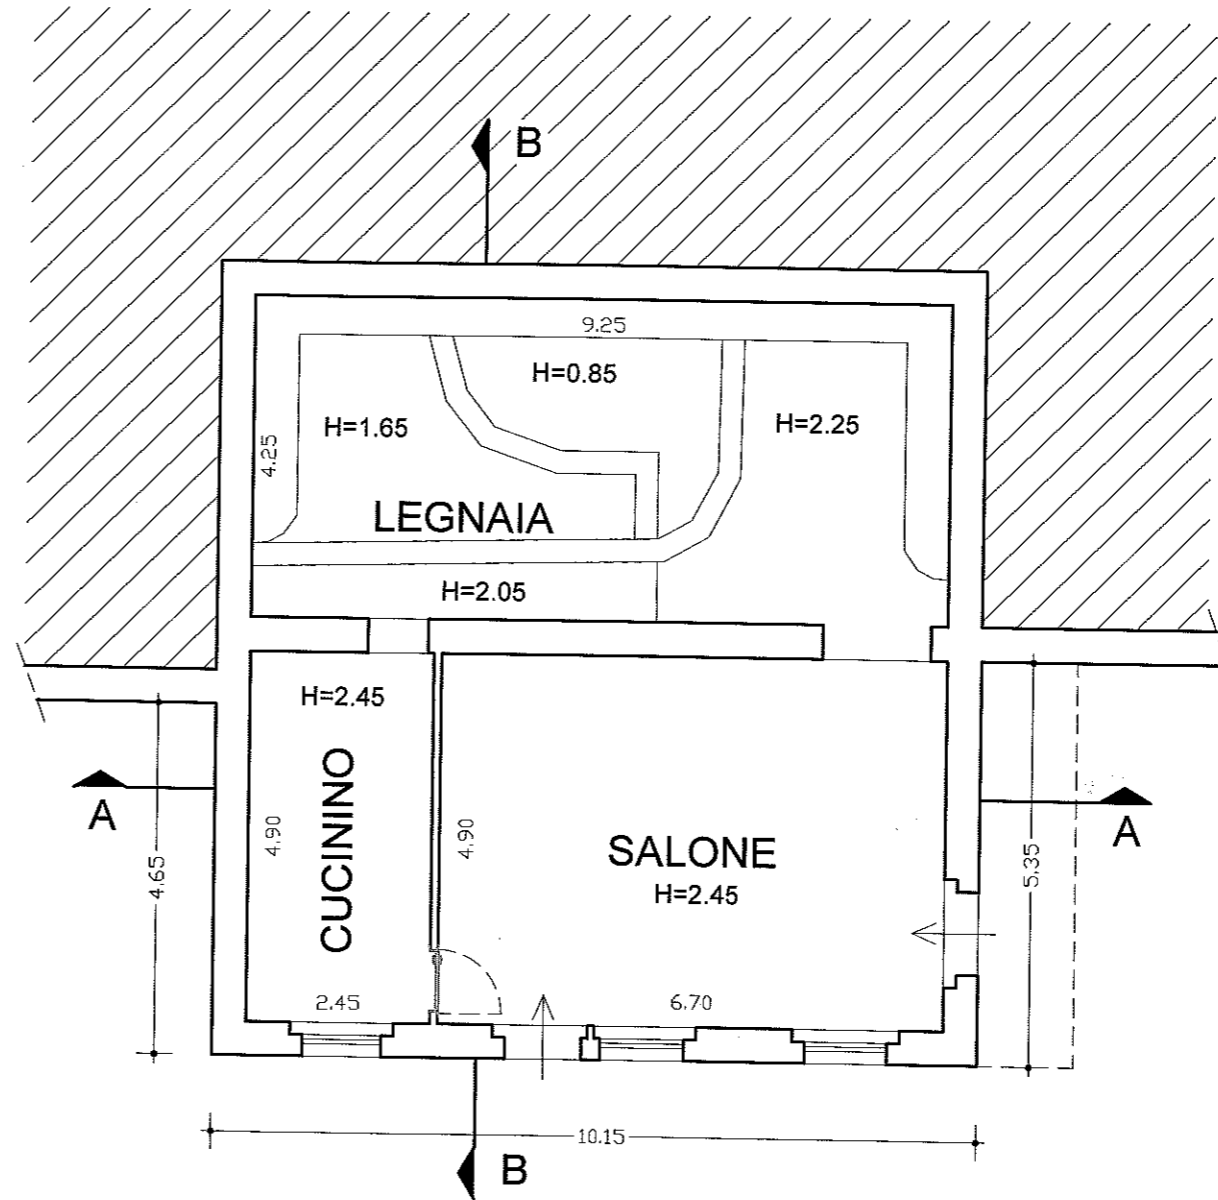 B
9.25
H=0.85
H=1.65
H=2.25
4.25
LEGNAIA
H=2.05
H=2.45
CUCININO
4.90
4.90
SALONE
H=2.45
A
A
4.65
5.35
2.45
6.70
10.15
B